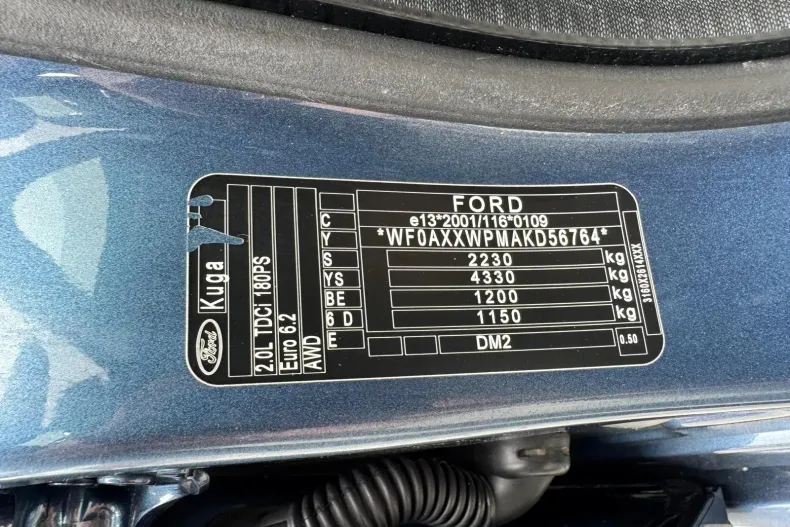 FORD
e13*2001/116*0109
*WF0AXXWPMAKD56764*
2230 kg
4330 kg
1200 kg
1150 kg
DM2
0.50
C
Y
S
YS
BE
6 D
E
3160X2614XXX
Ford
Kuga
2.0L TDCi 180PS
Euro 6.2
AWD